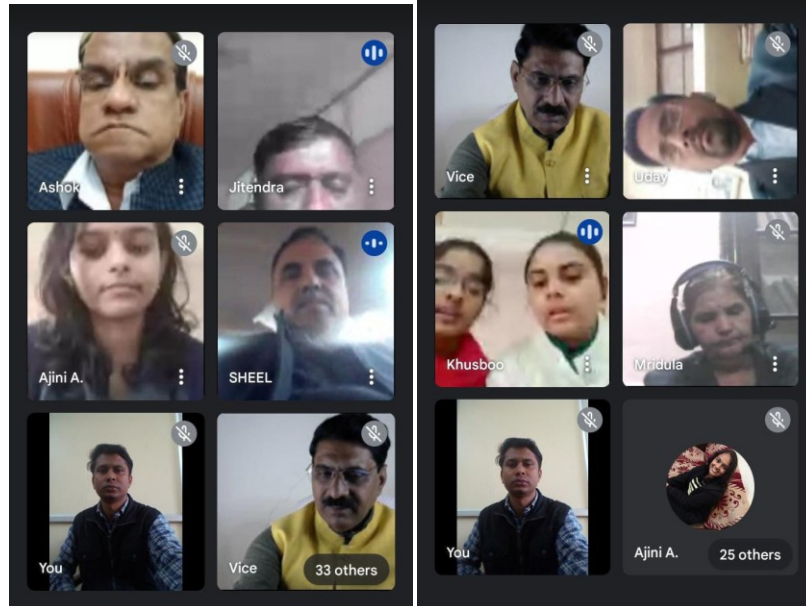 Ashok
Jitendra
Ajini A.
SHEEL
You
Vice
33 others
Vice
Uday
Khusboo
Mridula
You
Ajini A.
25 others